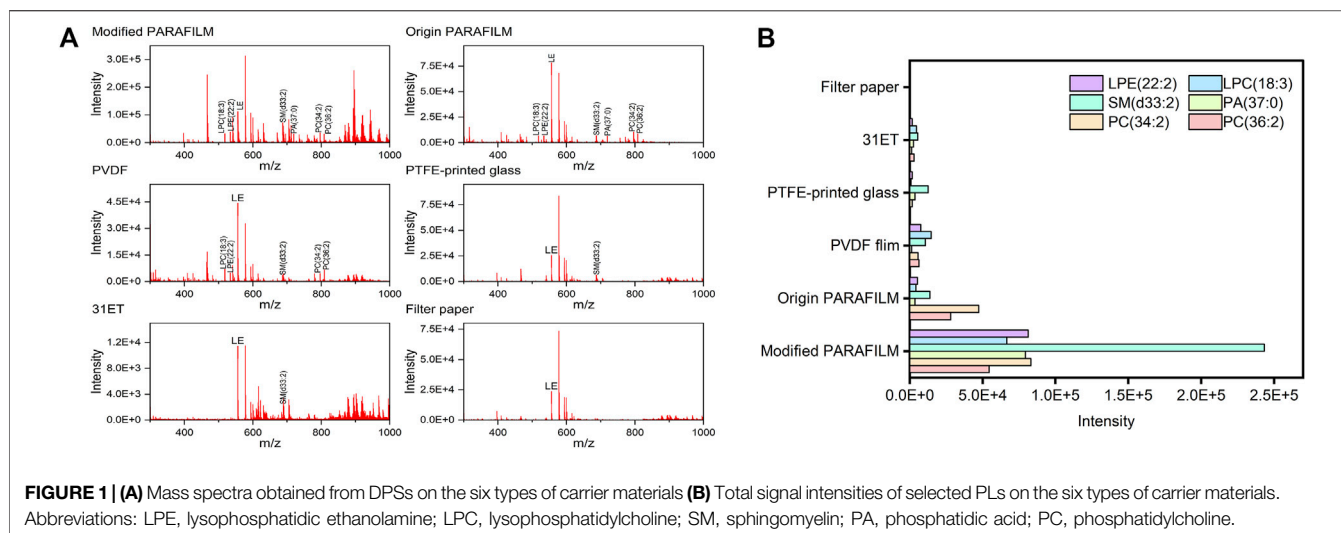 A
Modified PARAFILM
Intensity
3.0E+5
2.0E+5
1.0E+5
0.0E+0
LPC(18:3)
LPE(22:2)
LE
SM(d33:2)
PA(37:0)
PC(34:2)
PC(36:2)
400 600 800 1000
m/z
Origin PARAFILM
Intensity
7.5E+4
5.0E+4
2.5E+4
0.0E+0
LPC(18:3)
LPE(22:2)
LE
SM(d33:2)
PA(37:0)
PC(34:2)
PC(36:2)
400 600 800 1000
m/z
PVDF
Intensity
4.5E+4
3.0E+4
1.5E+4
0.0E+0
LPC(18:3)
LPE(22:2)
LE
SM(d33:2)
PC(34:2)
PC(36:2)
400 600 800 1000
m/z
PTFE-printed glass
Intensity
7.5E+4
5.0E+4
2.5E+4
0.0E+0
LE
SM(d33:2)
400 600 800 1000
m/z
31ET
Intensity
1.2E+4
8.0E+3
4.0E+3
0.0E+0
LE
SM(d33:2)
400 600 800 1000
m/z
Filter paper
Intensity
7.5E+4
5.0E+4
2.5E+4
0.0E+0
LE
400 600 800 1000
m/z
B
LPE(22:2) LPC(18:3)
SM(d33:2) PA(37:0)
PC(34:2) PC(36:2)
Filter paper
31ET
PTFE-printed glass
PVDF flim
Origin PARAFILM
Modified PARAFILM
0.0E+0 5.0E+4 1.0E+5 1.5E+5 2.0E+5 2.5E+5
Intensity
FIGURE 1 | (A) Mass spectra obtained from DPSs on the six types of carrier materials (B) Total signal intensities of selected PLs on the six types of carrier materials.
Abbreviations: LPE, lysophosphatidic ethanolamine; LPC, lysophosphatidylcholine; SM, sphingomyelin; PA, phosphatidic acid; PC, phosphatidylcholine.